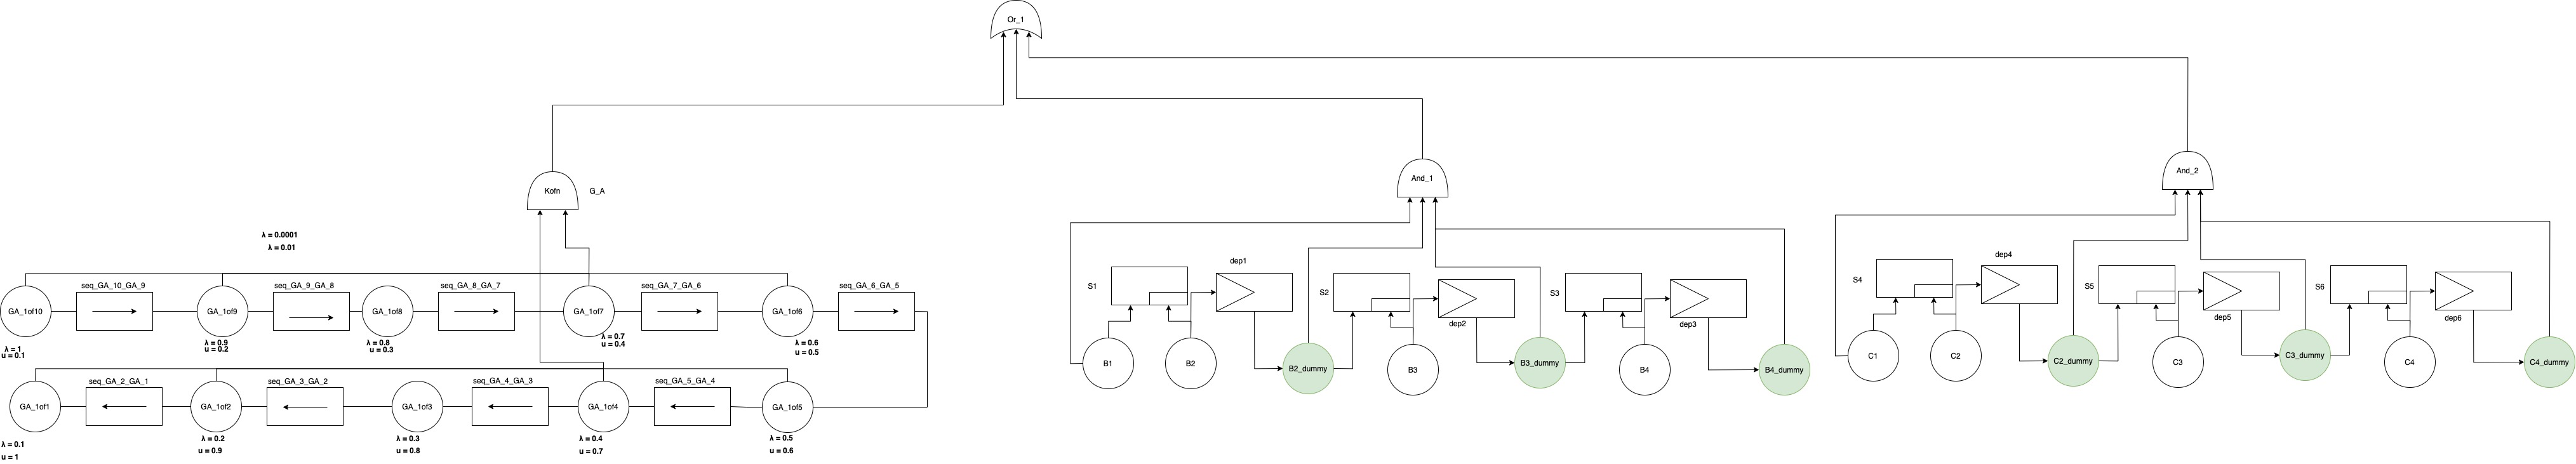 Or_1
Kofn
G_A
And_1
And_2
λ = 0.0001
λ = 0.01
seq_GA_10_GA_9
seq_GA_9_GA_8
seq_GA_8_GA_7
seq_GA_7_GA_6
seq_GA_6_GA_5
GA_1of10
GA_1of9
GA_1of8
GA_1of7
GA_1of6
λ = 1
u = 0.1
λ = 0.9
u = 0.2
λ = 0.8
u = 0.3
λ = 0.7
u = 0.4
λ = 0.6
u = 0.5
seq_GA_2_GA_1
seq_GA_3_GA_2
seq_GA_4_GA_3
seq_GA_5_GA_4
GA_1of1
GA_1of2
GA_1of3
GA_1of4
GA_1of5
λ = 0.1
u = 1
λ = 0.2
u = 0.9
λ = 0.3
u = 0.8
λ = 0.4
u = 0.7
λ = 0.5
u = 0.6
S1
dep1
S2
dep2
S3
dep3
B1
B2
B2_dummy
B3
B3_dummy
B4
B4_dummy
S4
dep4
S5
dep5
S6
dep6
C1
C2
C2_dummy
C3
C3_dummy
C4
C4_dummy